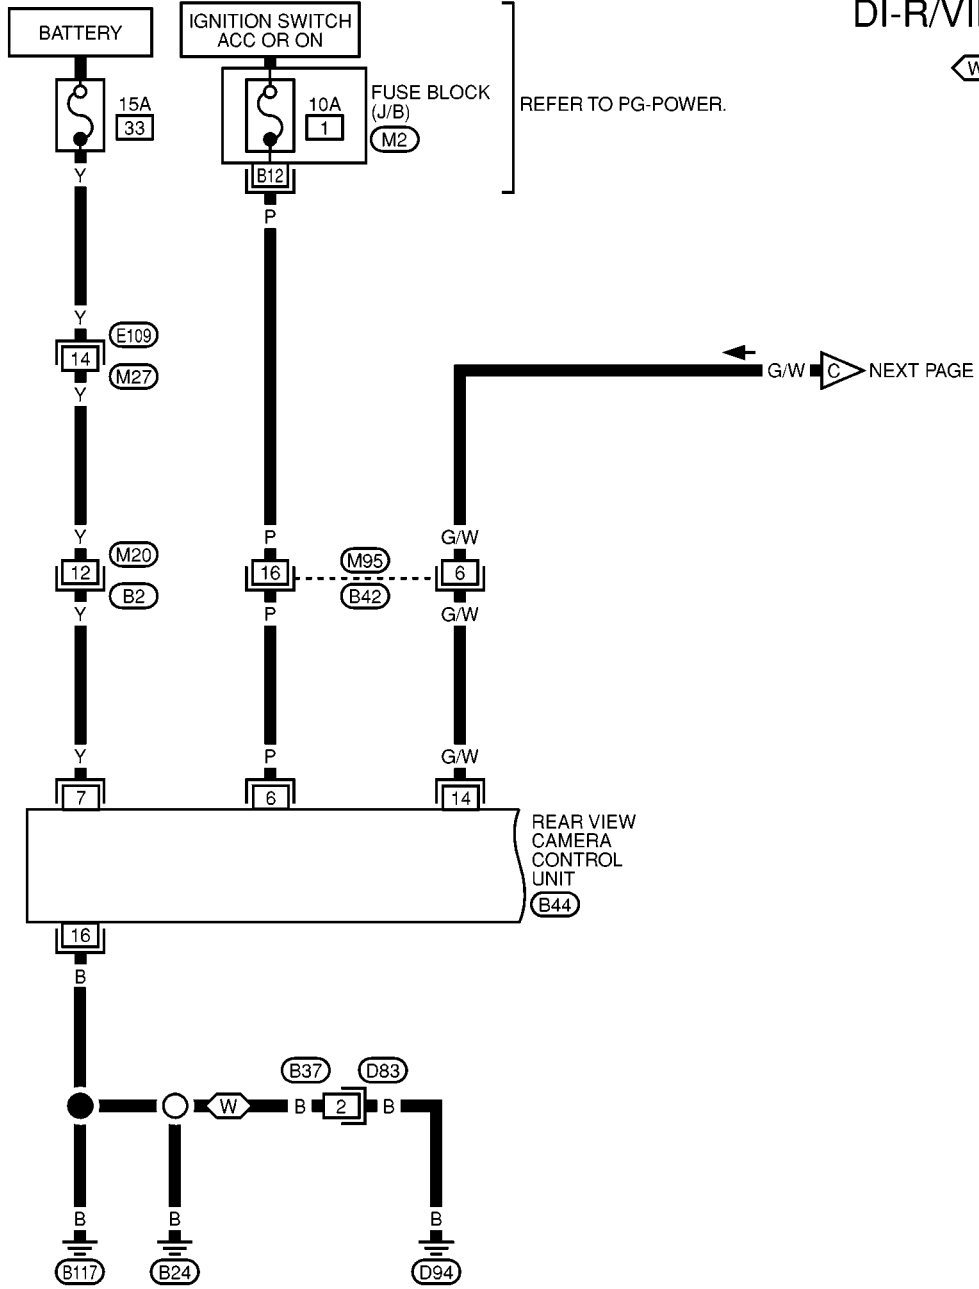 DI-R/VI
BATTERY
IGNITION SWITCH
ACC OR ON
W
15A
33
10A
1
FUSE BLOCK
(J/B)
M2
REFER TO PG-POWER.
B12
Y
P
Y
E109
14
M27
Y
G/W
C
NEXT PAGE
Y
P
G/W
M20
12
B2
16
M95
B42
6
Y
P
G/W
Y
P
G/W
7
6
14
REAR VIEW
CAMERA
CONTROL
UNIT
B44
16
B
B37
D83
W
B
2
B
B
B
B
B117
B24
D94